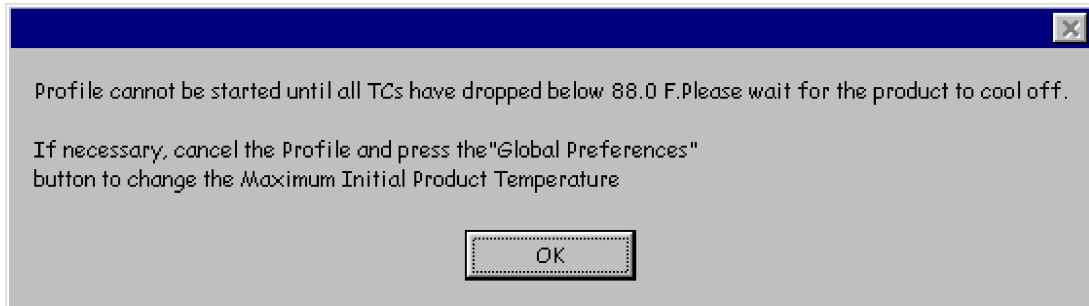 Profile cannot be started until all TCs have dropped below 88.0 F.Please wait for the product to cool off.
If necessary, cancel the Profile and press the"Global Preferences"
button to change the Maximum Initial Product Temperature
OK